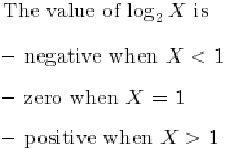 The value of log₂ X is
– negative when X < 1
– zero when X = 1
– positive when X > 1